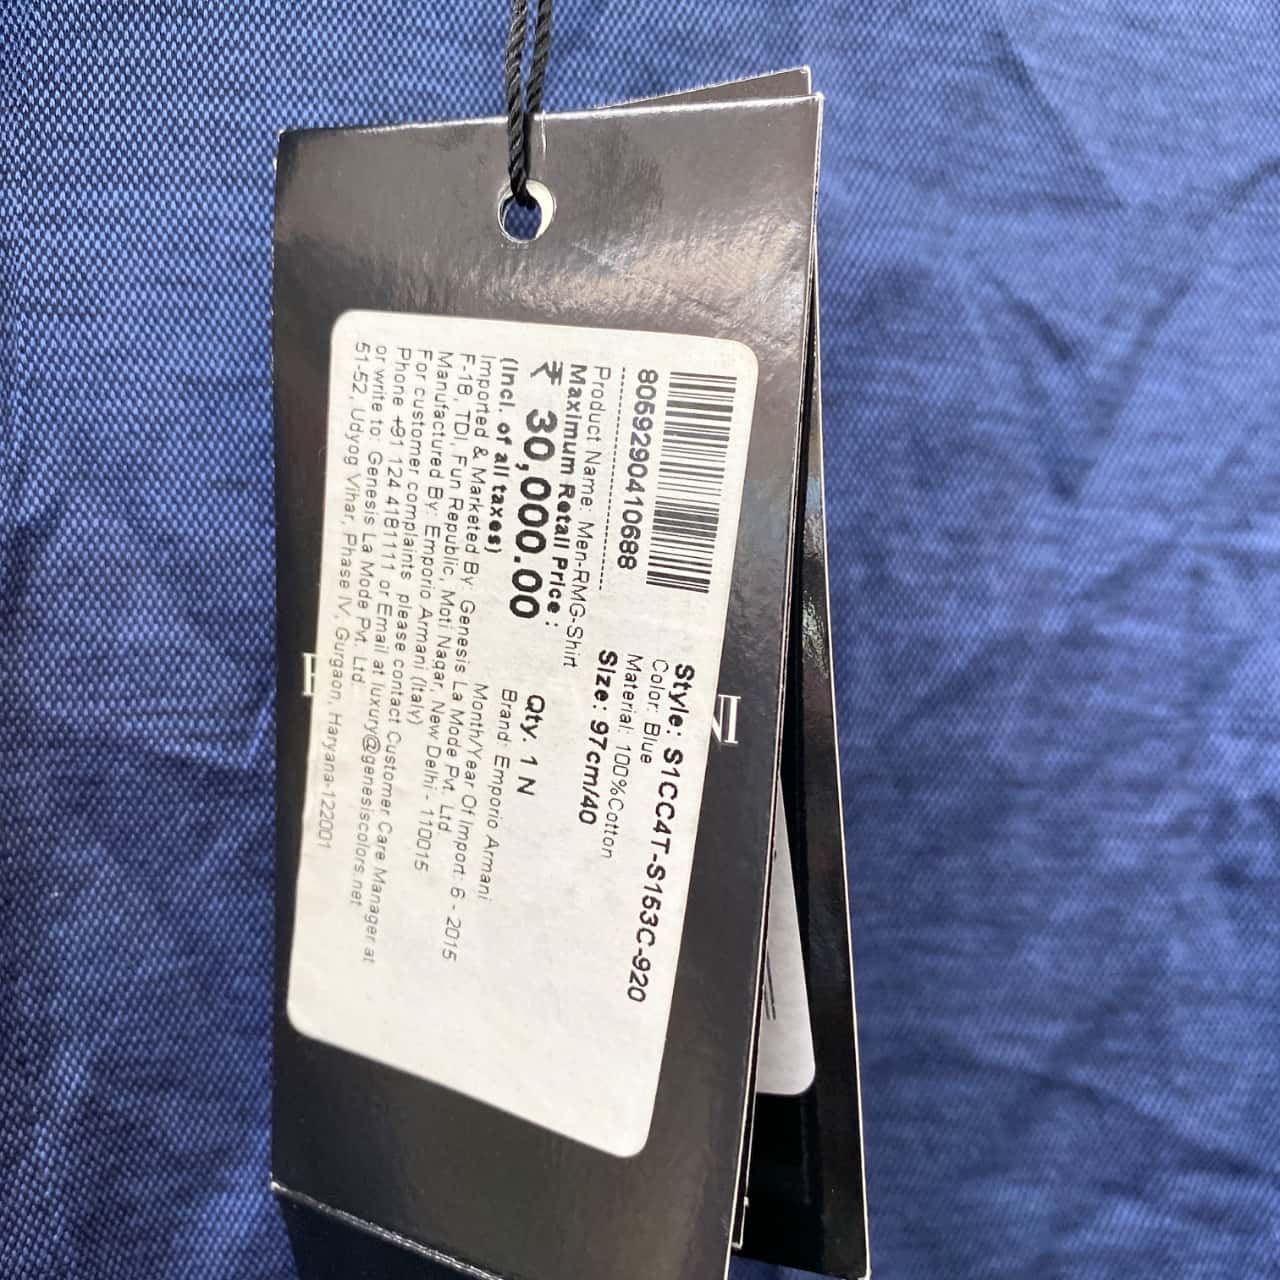 8059290410688
Style: S1CC4T-S153C-920
Color: Blue
Product Name: Men-RMG-Shirt
Material: 100%Cotton
Maximum Retail Price :
Size: 97cm/40
₹ 30,000.00
Qty. 1 N
(Incl. of all taxes)
Brand: Emporio Armani
Month/Year Of Import: 6 - 2015
Imported & Marketed By: Genesis La Mode Pvt. Ltd.
F-18, TDI, Fun Republic, Moti Nagar, New Delhi - 110015
Manufactured By: Emporio Armani (Italy)
For customer complaints please contact Customer Care Manager at
Phone +91 124 4181111 or Email at luxury@genesiscolors.net
or write to: Genesis La Mode Pvt. Ltd.
51-52, Udyog Vihar, Phase IV, Gurgaon, Haryana-122001